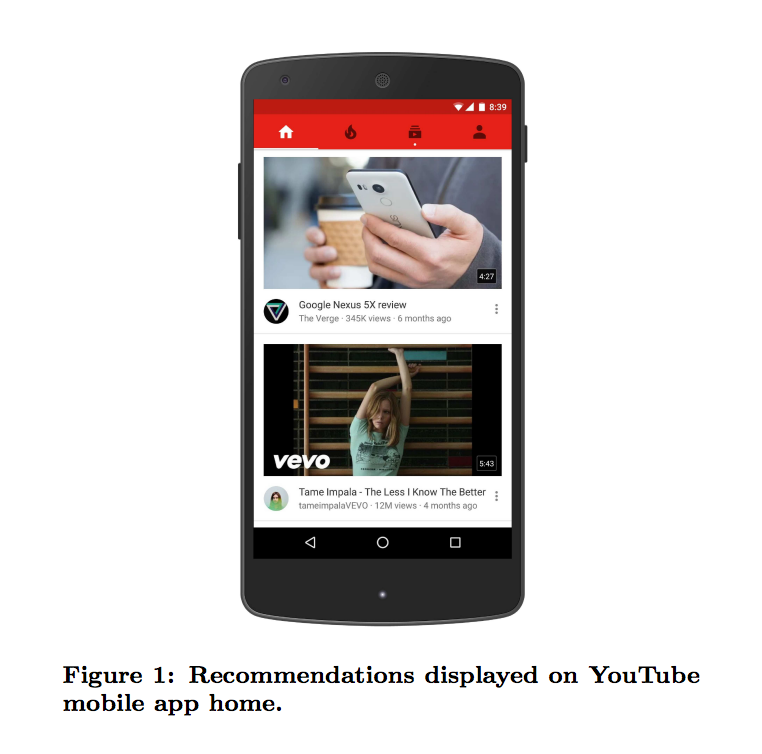 8:39
4:27
Google Nexus 5X review
The Verge · 345K views · 6 months ago
vevo
5:43
Tame Impala - The Less I Know The Better
tameimpalaVEVO · 12M views · 4 months ago
Figure 1: Recommendations displayed on YouTube
mobile app home.